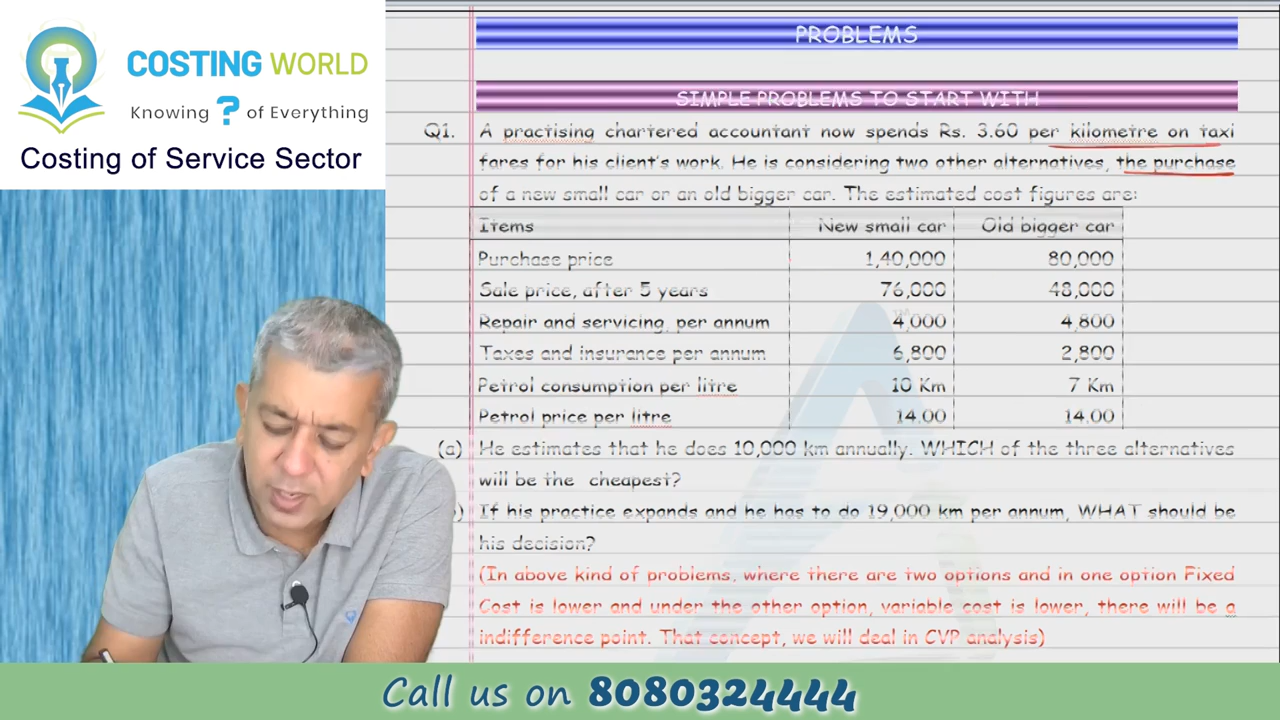 COSTING WORLD
Knowing ? of Everything
Costing of Service Sector
PROBLEMS
SIMPLE PROBLEMS TO START WITH
Q1. A practising chartered accountant now spends Rs. 3.60 per kilometre on taxi
fares for his client's work. He is considering two other alternatives, the purchase
of a new small car or an old bigger car. The estimated cost figures are:
Items New small car Old bigger car
Purchase price 1,40,000 80,000
Sale price, after 5 years 76,000 48,000
Repair and servicing, per annum 4,000 4,800
Taxes and insurance per annum 6,800 2,800
Petrol consumption per litre 10 Km 7 Km
Petrol price per litre 14.00 14.00
(a) He estimates that he does 10,000 km annually. WHICH of the three alternatives
will be the cheapest?
) If his practice expands and he has to do 19,000 km per annum, WHAT should be
his decision?
(In above kind of problems, where there are two options and in one option Fixed
Cost is lower and under the other option, variable cost is lower, there will be a
indifference point. That concept, we will deal in CVP analysis)
Call us on 8080324444